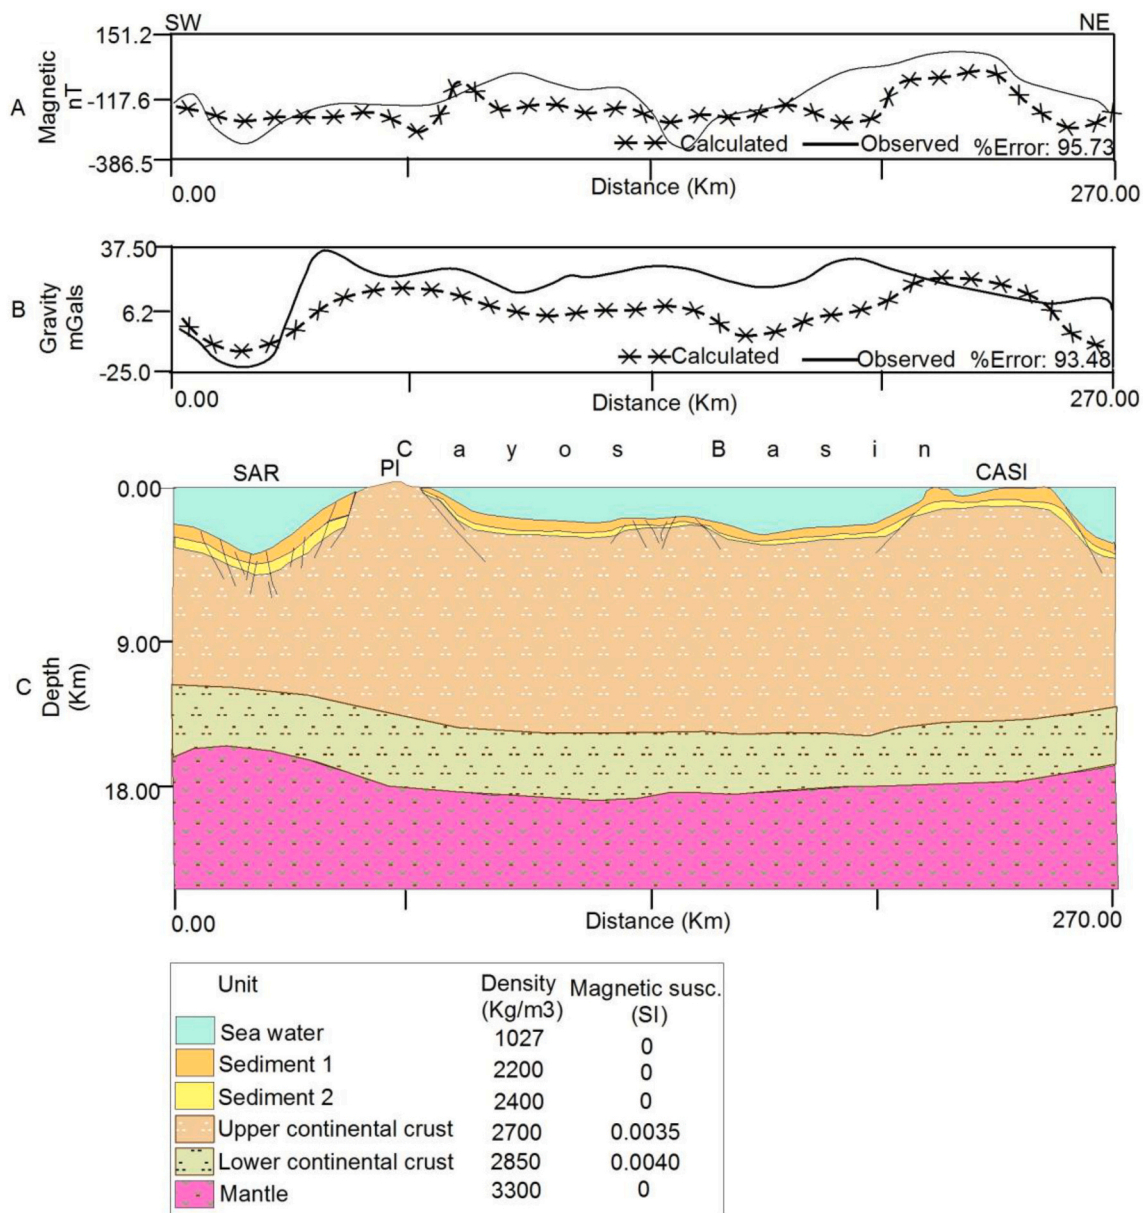 SW NE
151.2
-117.6
-386.5
A
Magnetic
nT
Calculated Observed %Error: 95.73
0.00 Distance (Km) 270.00
37.50
6.2
-25.0
B
Gravity
mGals
Calculated Observed %Error: 93.48
0.00 Distance (Km) 270.00
C a y o s B a s i n
SAR PI CASI
0.00
9.00
18.00
C
Depth
(Km)
0.00 Distance (Km) 270.00
Unit Density Magnetic susc.
(Kg/m3) (SI)
Sea water 1027 0
Sediment 1 2200 0
Sediment 2 2400 0
Upper continental crust 2700 0.0035
Lower continental crust 2850 0.0040
Mantle 3300 0